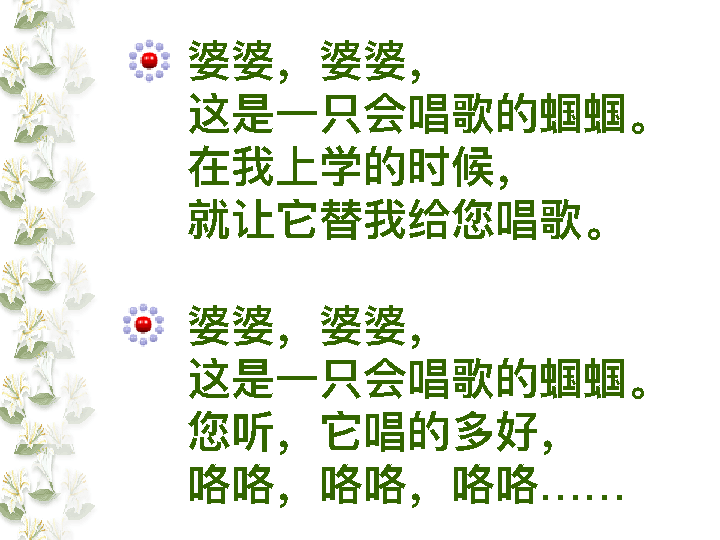 婆婆，婆婆，
这是一只会唱歌的蝈蝈。
在我上学的时候，
就让它替我给您唱歌。
婆婆，婆婆，
这是一只会唱歌的蝈蝈。
您听，它唱的多好，
咯咯，咯咯，咯咯……